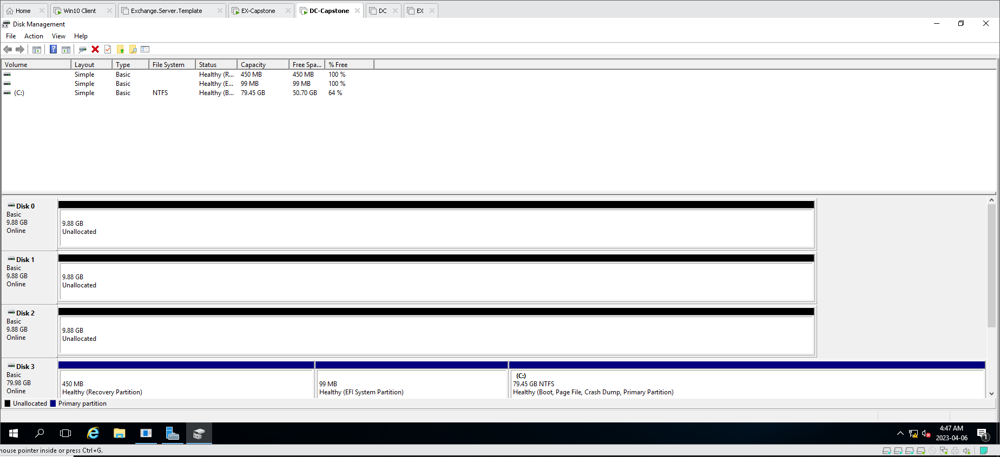 Home Win10 Client Exchange.Server.Template EX-Capstone DC-Capstone DC EX
Disk Management
File Action View Help
Volume Layout Type File System Status Capacity Free Spa... % Free
Simple Basic Healthy (R... 450 MB 450 MB 100 %
Simple Basic Healthy (E... 99 MB 99 MB 100 %
(C:) Simple Basic NTFS Healthy (B... 79.45 GB 50.70 GB 64 %
Disk 0
Basic
9.88 GB
Online
9.88 GB
Unallocated
Disk 1
Basic
9.88 GB
Online
9.88 GB
Unallocated
Disk 2
Basic
9.88 GB
Online
9.88 GB
Unallocated
Disk 3
Basic
79.98 GB
Online
450 MB
Healthy (Recovery Partition)
99 MB
Healthy (EFI System Partition)
(C:)
79.45 GB NTFS
Healthy (Boot, Page File, Crash Dump, Primary Partition)
Unallocated Primary partition
4:47 AM
2023-04-06
1
nouse pointer inside or press Ctrl+G.